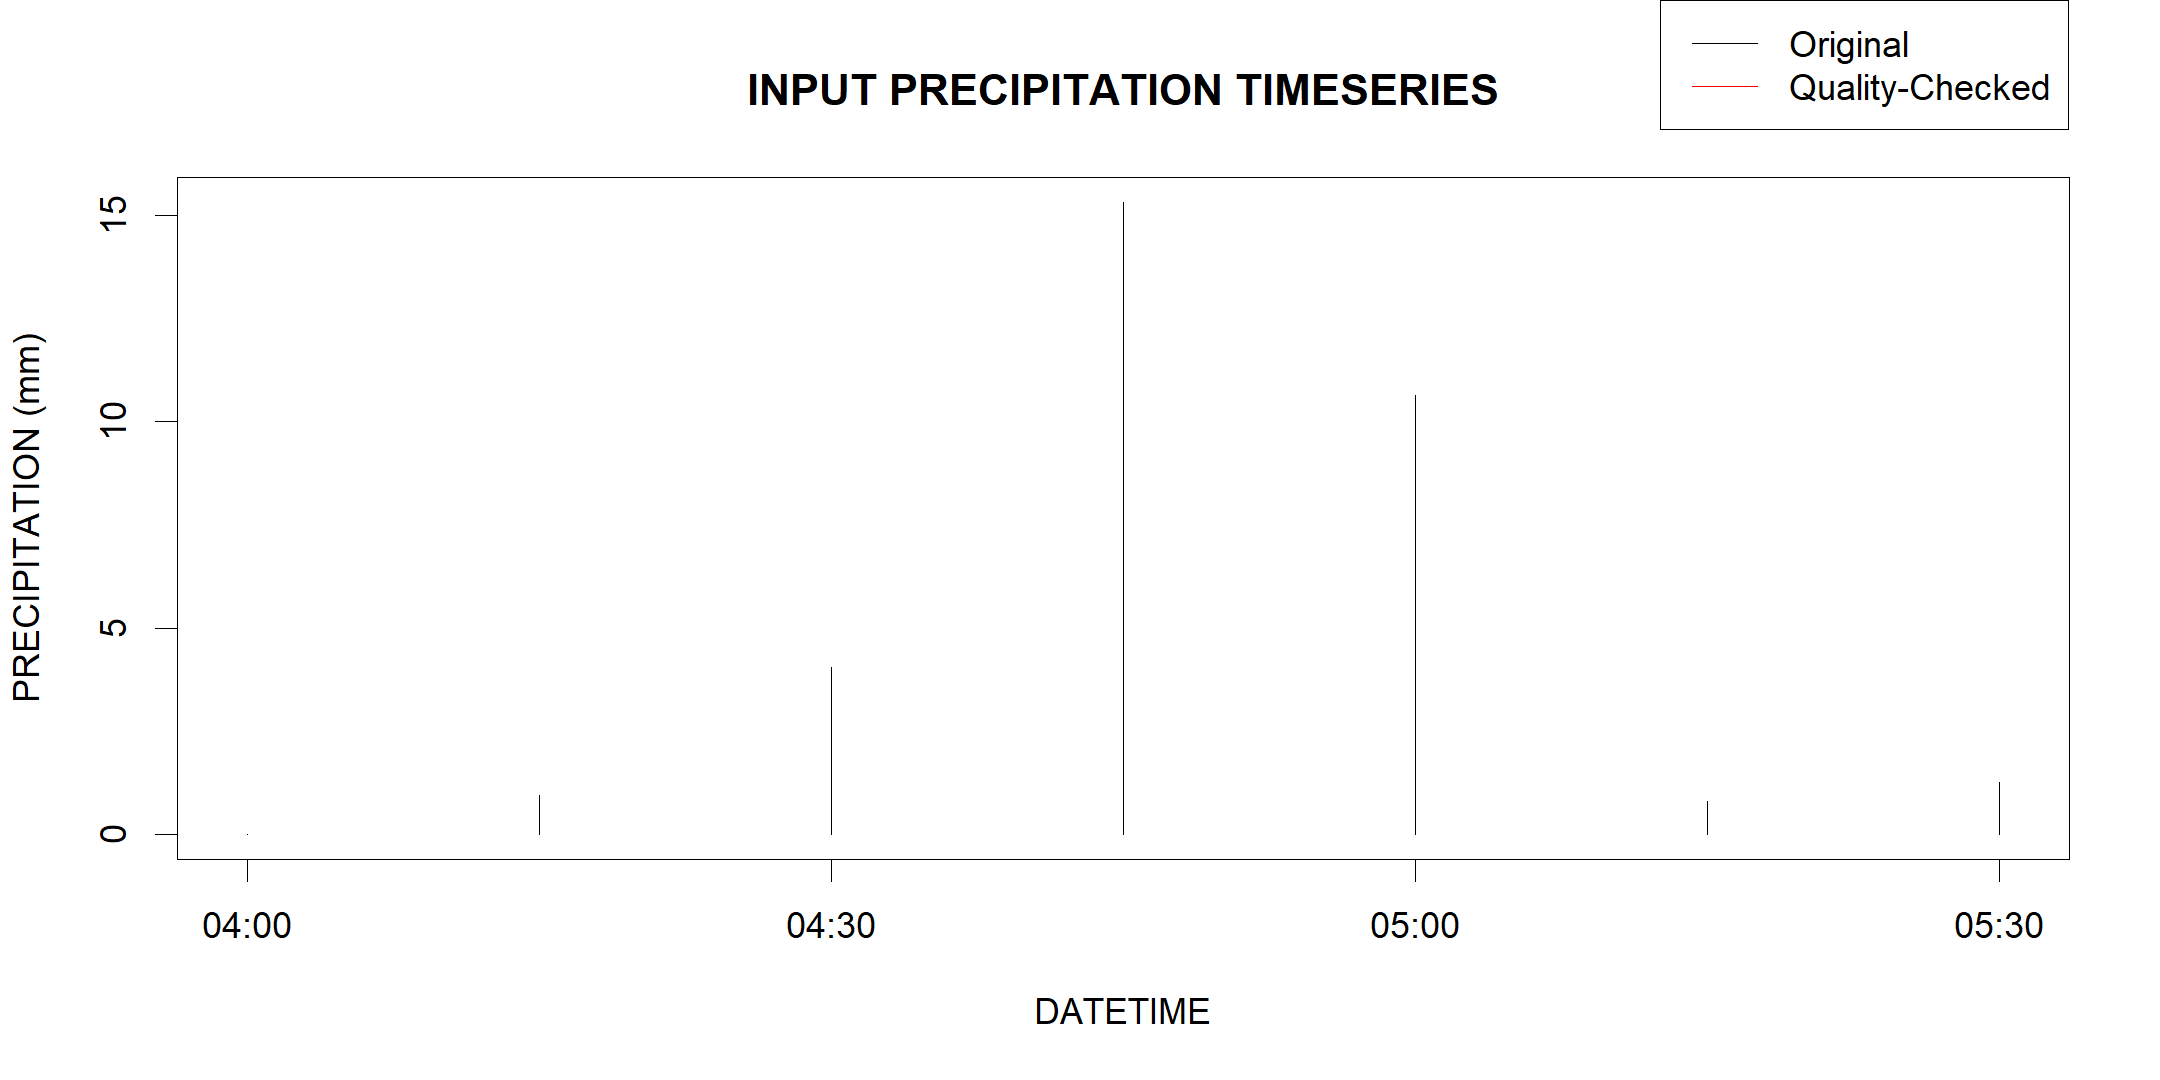 Original
Quality-Checked
INPUT PRECIPITATION TIMESERIES
PRECIPITATION (mm)
15
10
5
0
04:00 04:30 05:00 05:30
DATETIME